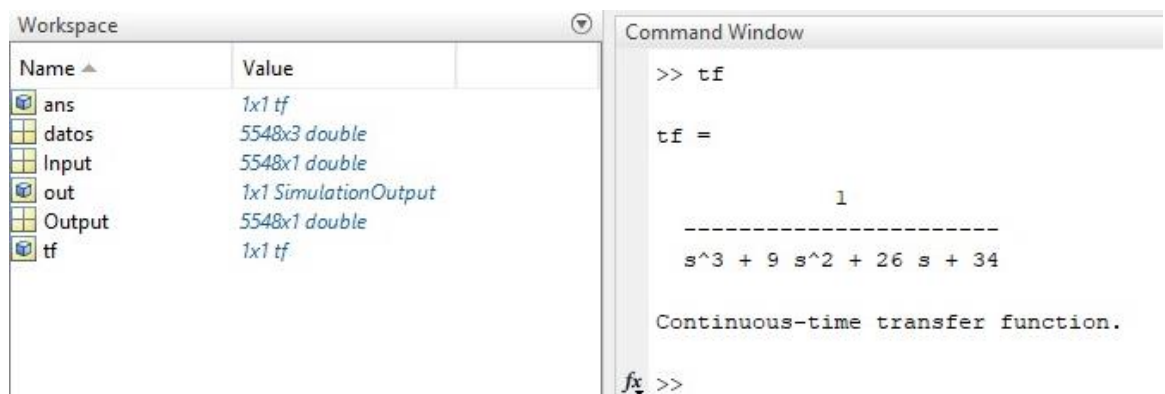 Workspace
Name Value
ans 1x1 tf
datos 5548x3 double
Input 5548x1 double
out 1x1 SimulationOutput
Output 5548x1 double
tf 1x1 tf
Command Window
>> tf
tf =
1
-----------------------
s^3 + 9 s^2 + 26 s + 34
Continuous-time transfer function.
fx >>